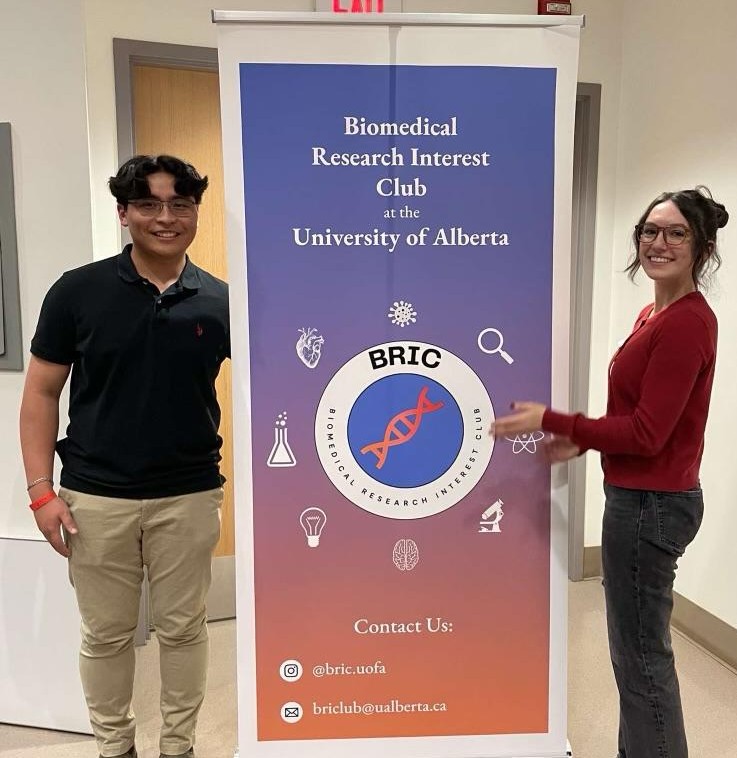 EXIT
Biomedical
Research Interest
Club
at the
University of Alberta
BRIC
BIOMEDICAL RESEARCH INTEREST CLUB
Contact Us:
@bric.uofa
briclub@ualberta.ca